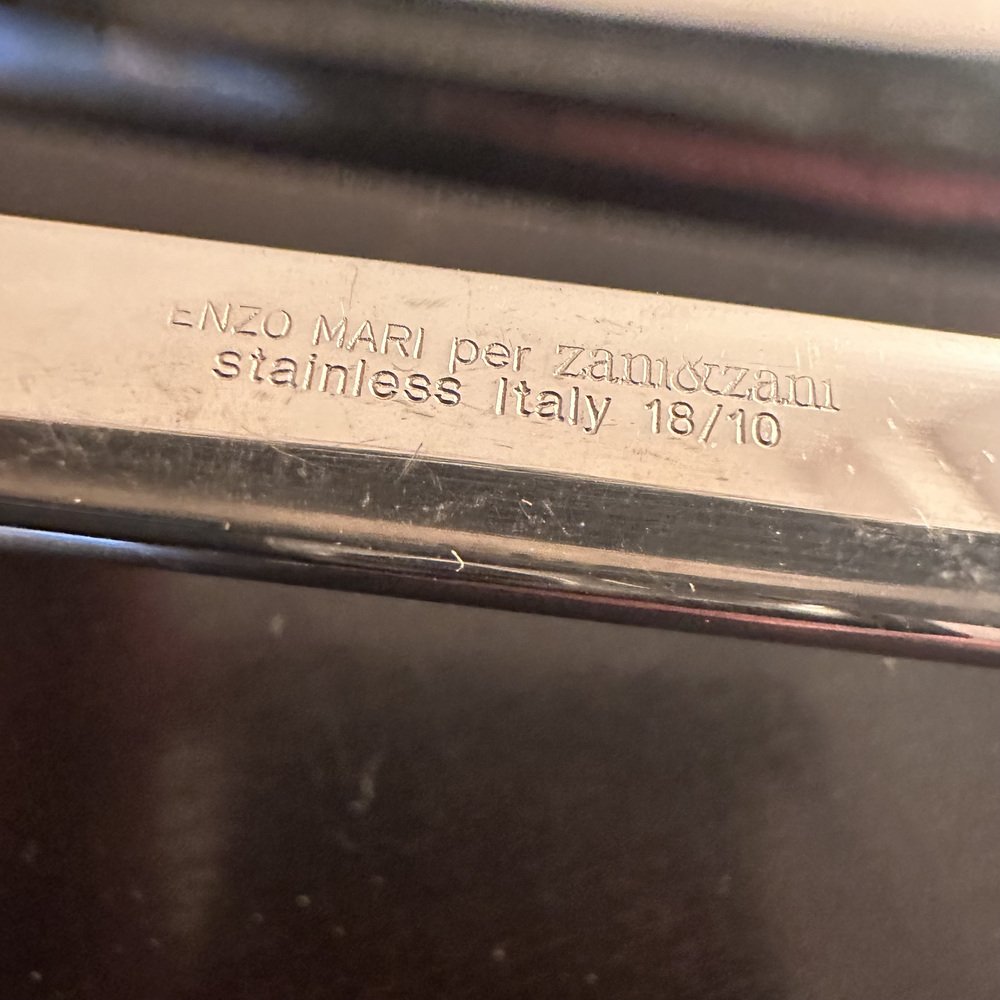 ENZO MARI per zani&zani
stainless Italy 18/10